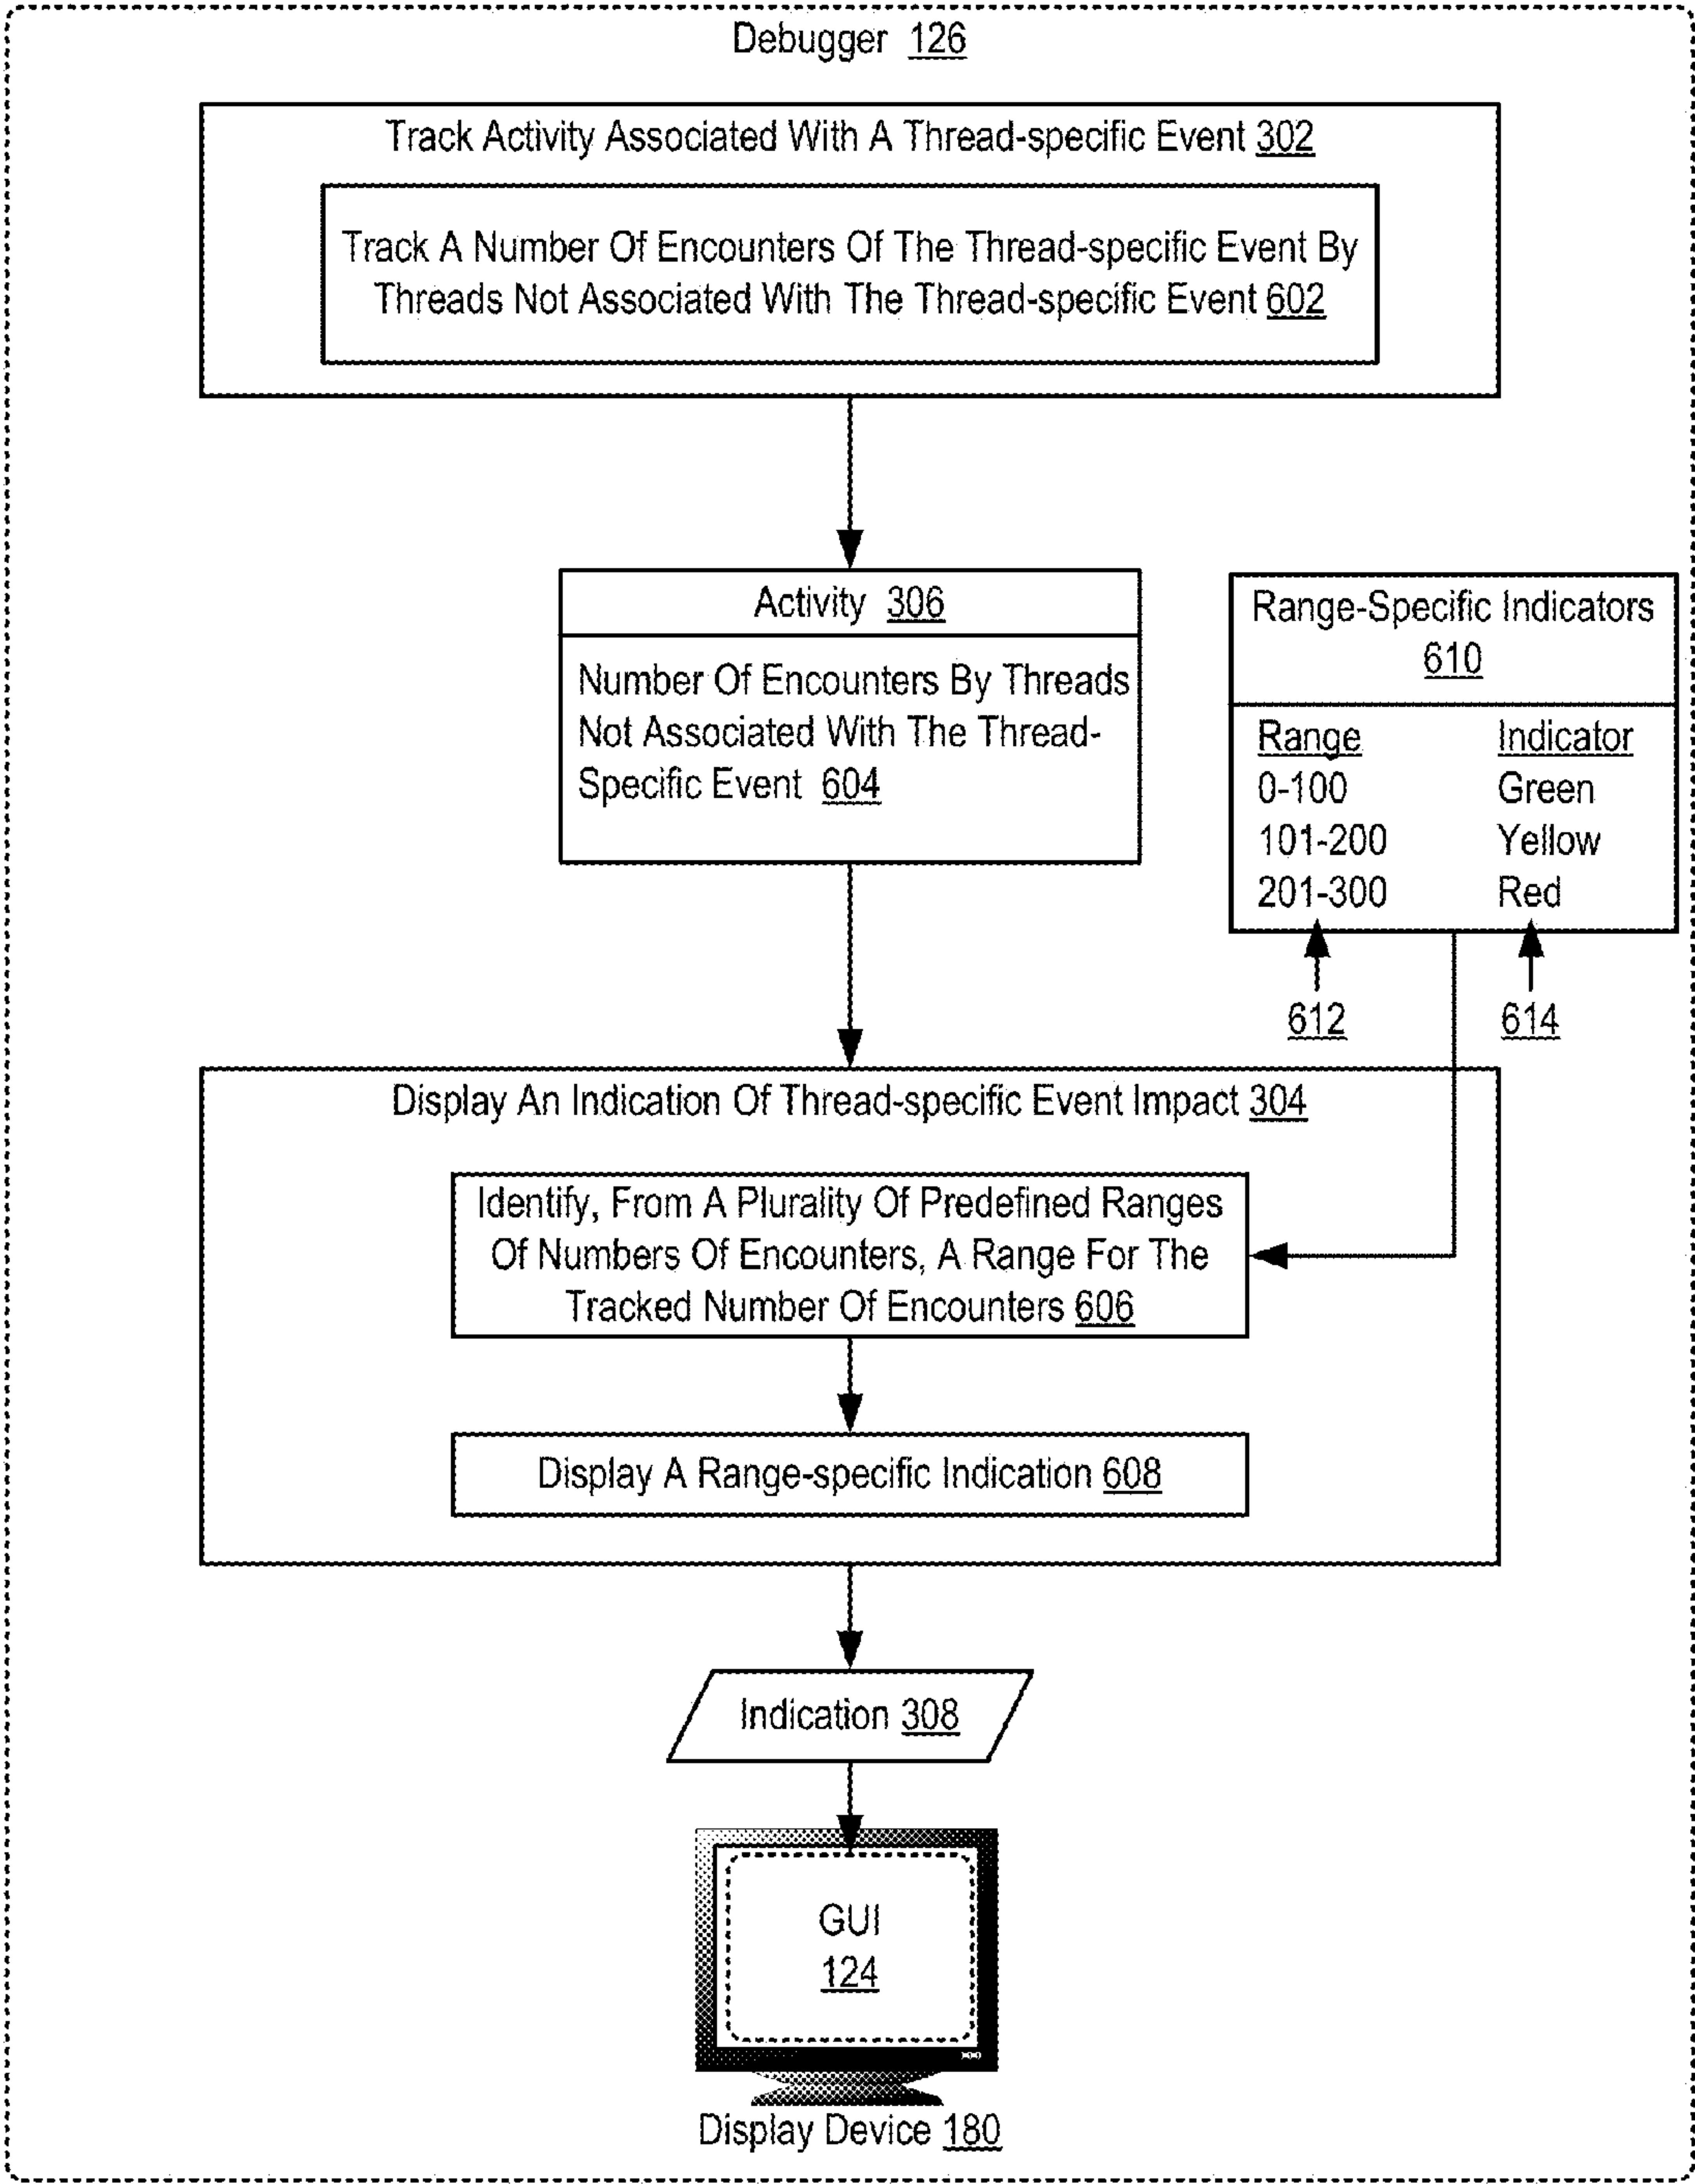 Debugger 126
Track Activity Associated With A Thread-specific Event 302
Track A Number Of Encounters Of The Thread-specific Event By
Threads Not Associated With The Thread-specific Event 602
Activity 306
Number Of Encounters By Threads
Not Associated With The Thread-
Specific Event 604
Range-Specific Indicators
610
Range Indicator
0-100 Green
101-200 Yellow
201-300 Red
612 614
Display An Indication Of Thread-specific Event Impact 304
Identify, From A Plurality Of Predefined Ranges
Of Numbers Of Encounters, A Range For The
Tracked Number Of Encounters 606
Display A Range-specific Indication 608
Indication 308
GUI
124
Display Device 180